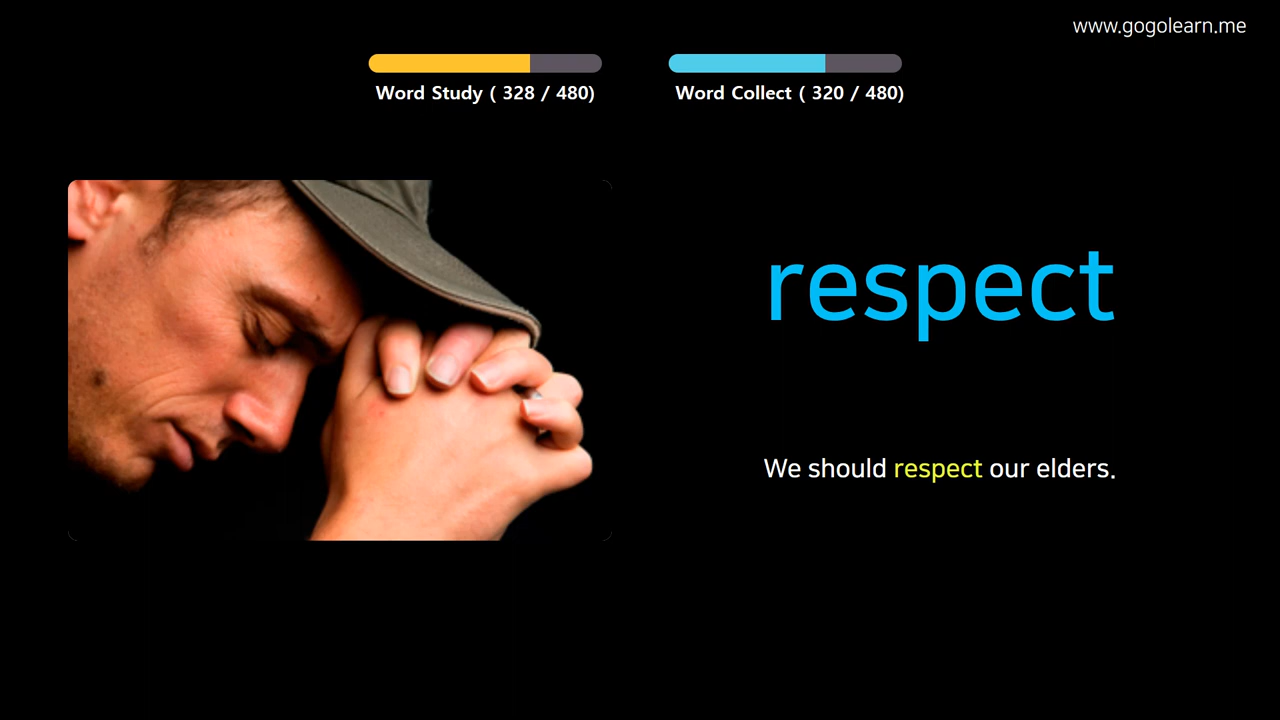 www.gogolearn.me
Word Study ( 328 / 480)
Word Collect ( 320 / 480)
respect
We should respect our elders.